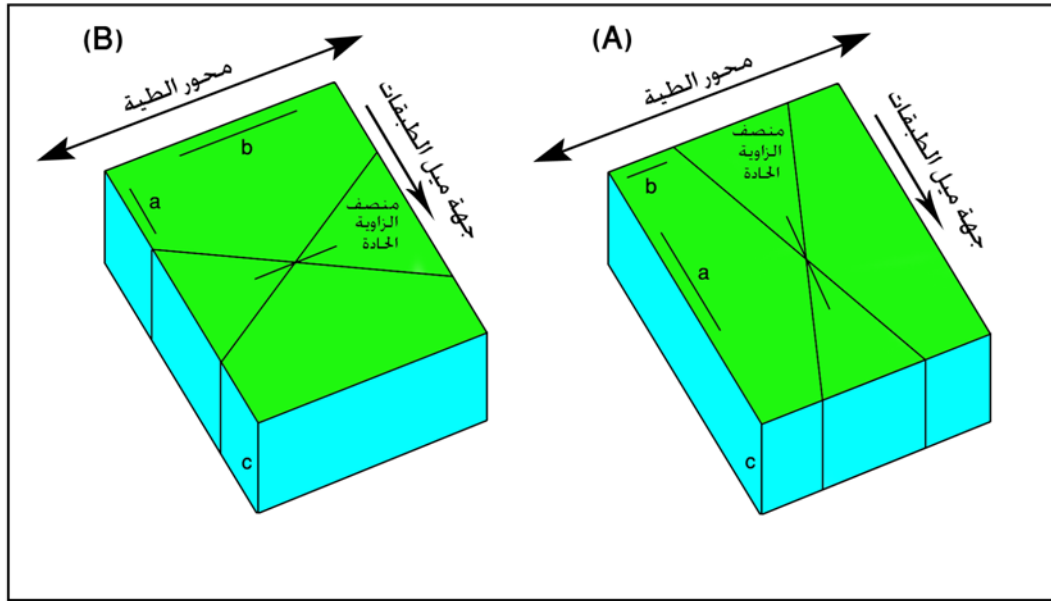 (A)
محور الطية
جهة ميل الطبقات
منصف
الزاوية
الحادة
b
a
c
(B)
محور الطية
جهة ميل الطبقات
منصف
الزاوية
الحادة
b
a
c